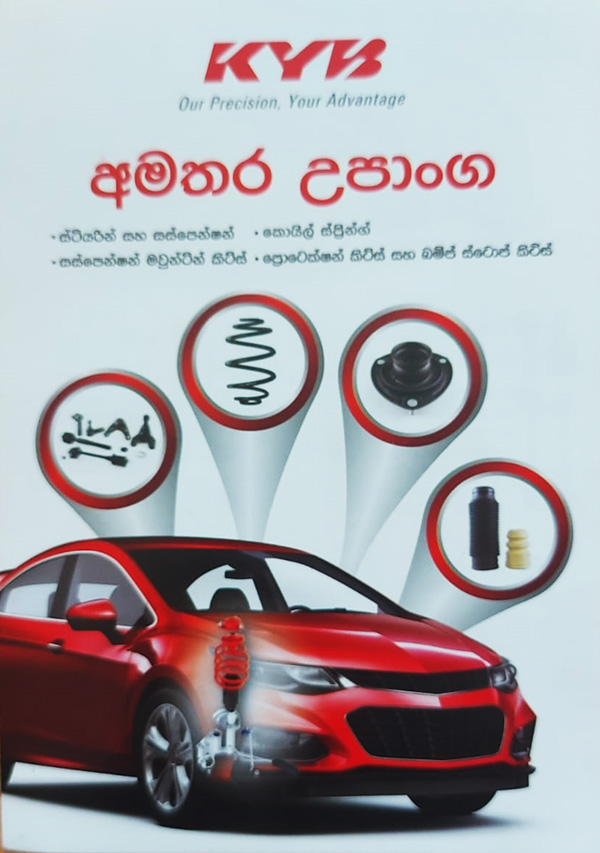 KYB
Our Precision, Your Advantage
අමතර උපාංග
• ස්ටියරින් සහ සස්පෙන්ෂන් • කොයිල් ස්ප්‍රින්ග්
• සස්පෙන්ෂන් මවුන්ටින් කිට්ස් • ප්‍රොටෙක්ෂන් කිට්ස් සහ බම්ප් ස්ටොප් කිට්ස්